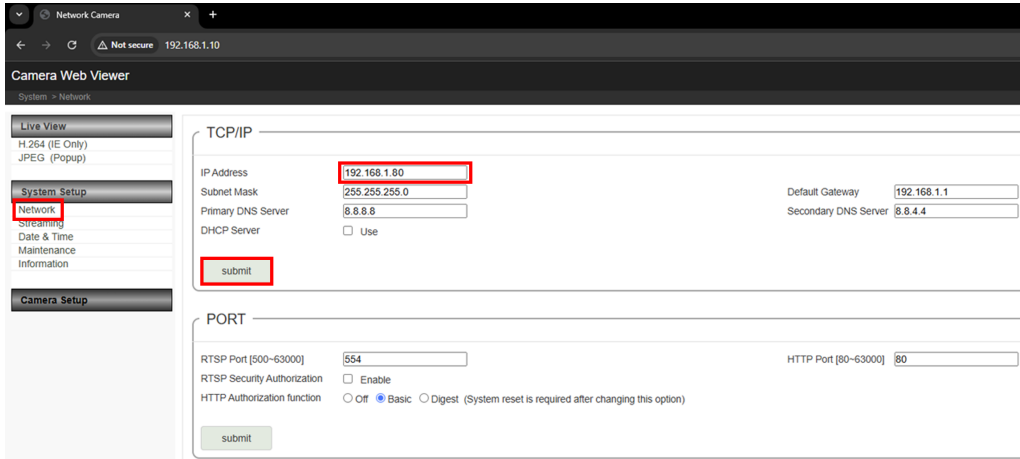 Network Camera
Not secure 192.168.1.10
Camera Web Viewer
System > Network
Live View
H.264 (IE Only)
JPEG (Popup)
System Setup
Network
Streaming
Date & Time
Maintenance
Information
Camera Setup
TCP/IP
IP Address 192.168.1.80
Subnet Mask 255.255.255.0 Default Gateway 192.168.1.1
Primary DNS Server 8.8.8.8 Secondary DNS Server 8.8.4.4
DHCP Server Use
submit
PORT
RTSP Port [500~63000] 554 HTTP Port [80~63000] 80
RTSP Security Authorization Enable
HTTP Authorization function Off Basic Digest (System reset is required after changing this option)
submit